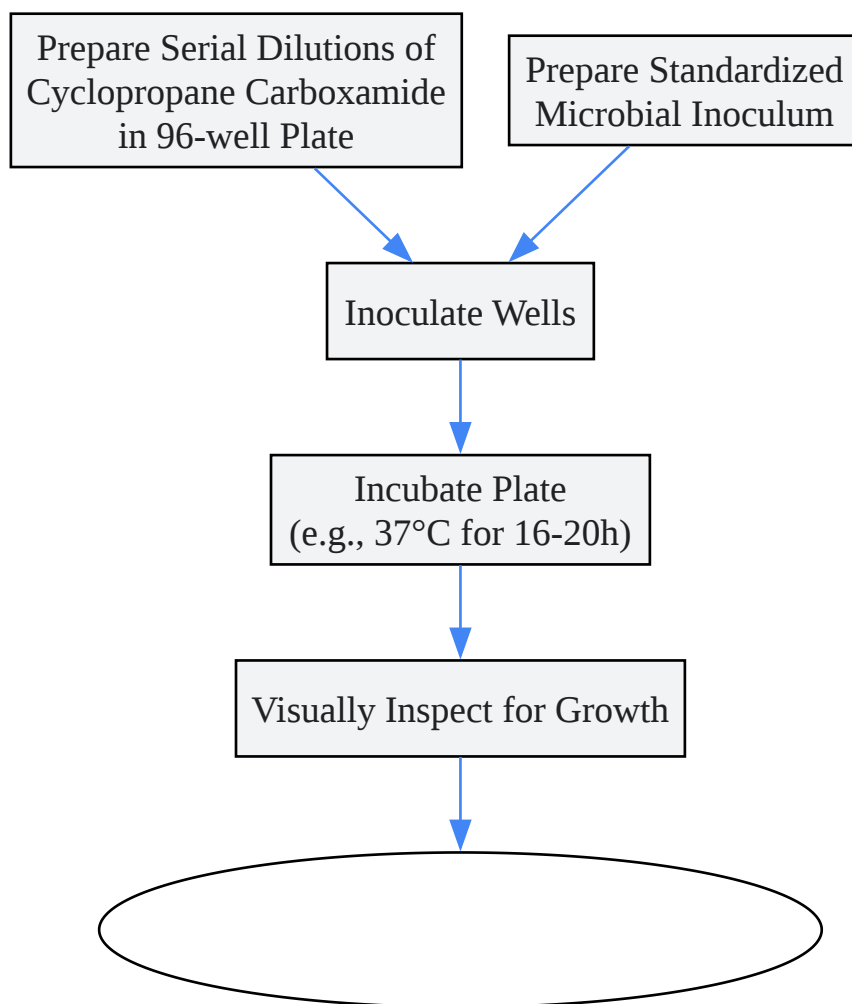 Prepare Serial Dilutions of
Cyclopropane Carboxamide
in 96-well Plate
Prepare Standardized
Microbial Inoculum
Inoculate Wells
Incubate Plate
(e.g., 37°C for 16-20h)
Visually Inspect for Growth